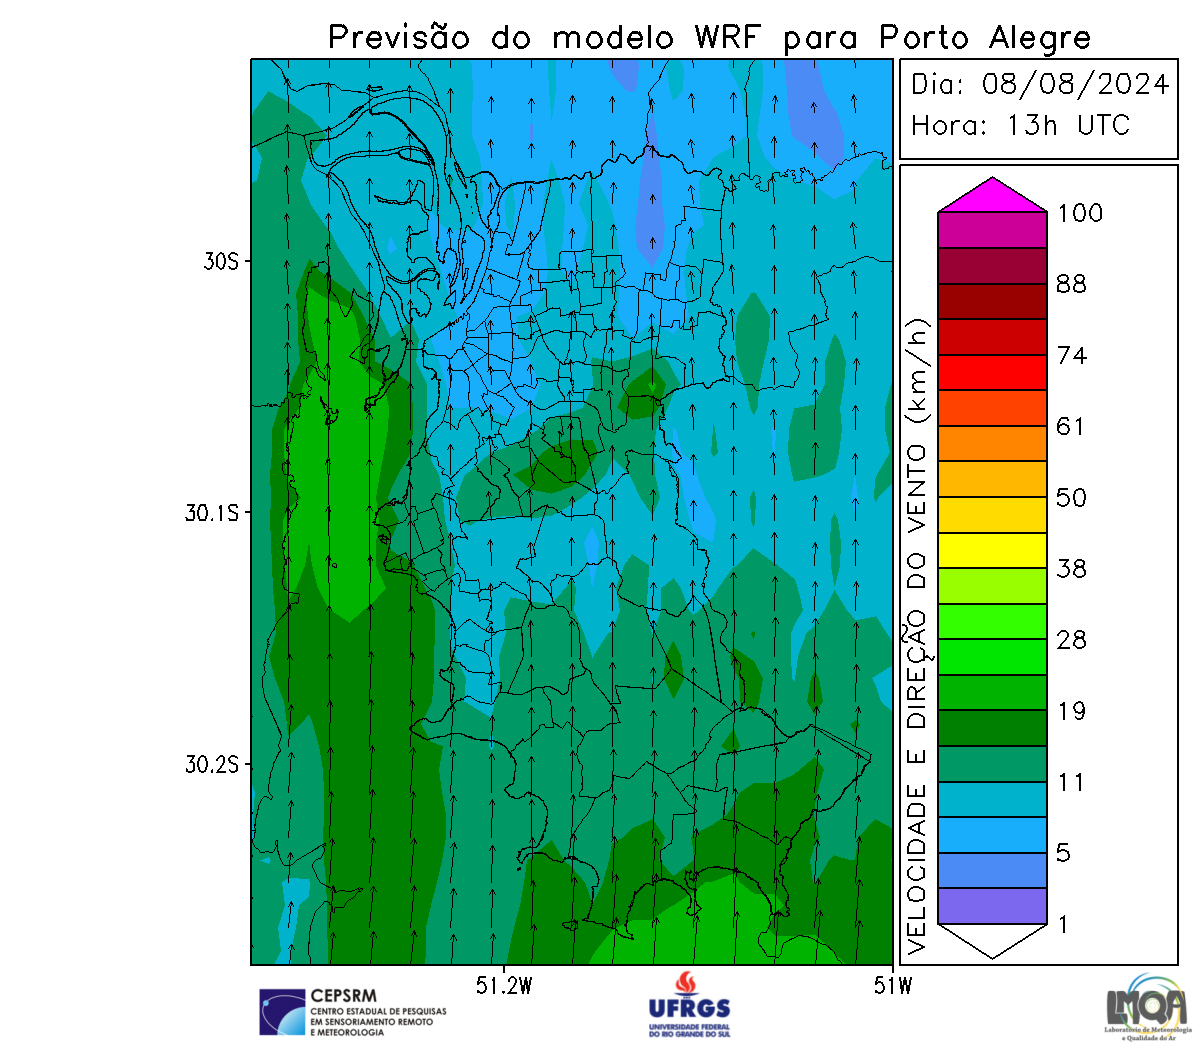 Previsão do modelo WRF para Porto Alegre
Dia: 08/08/2024
Hora: 13h UTC
30S
30.1S
30.2S
51.2W
51W
VELOCIDADE E DIREÇÃO DO VENTO (km/h)
100
88
74
61
50
38
28
19
11
5
1
CEPSRM
CENTRO ESTADUAL DE PESQUISAS
EM SENSORIAMENTO REMOTO
E METEOROLOGIA
UFRGS
UNIVERSIDADE FEDERAL
DO RIO GRANDE DO SUL
LMQA
Laboratório de Meteorologia
e Qualidade do Ar